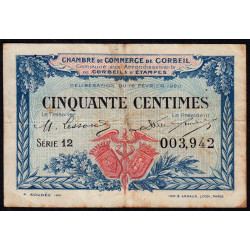 CHAMBRE DE COMMERCE DE CORBEIL
Commune aux Arrondissements
DE CORBEIL & ÉTAMPES
DÉLIBÉRATION DU 16 FÉVRIER 1920
CINQUANTE CENTIMES
Le Trésorier Le Président
SÉRIE 12 003,942